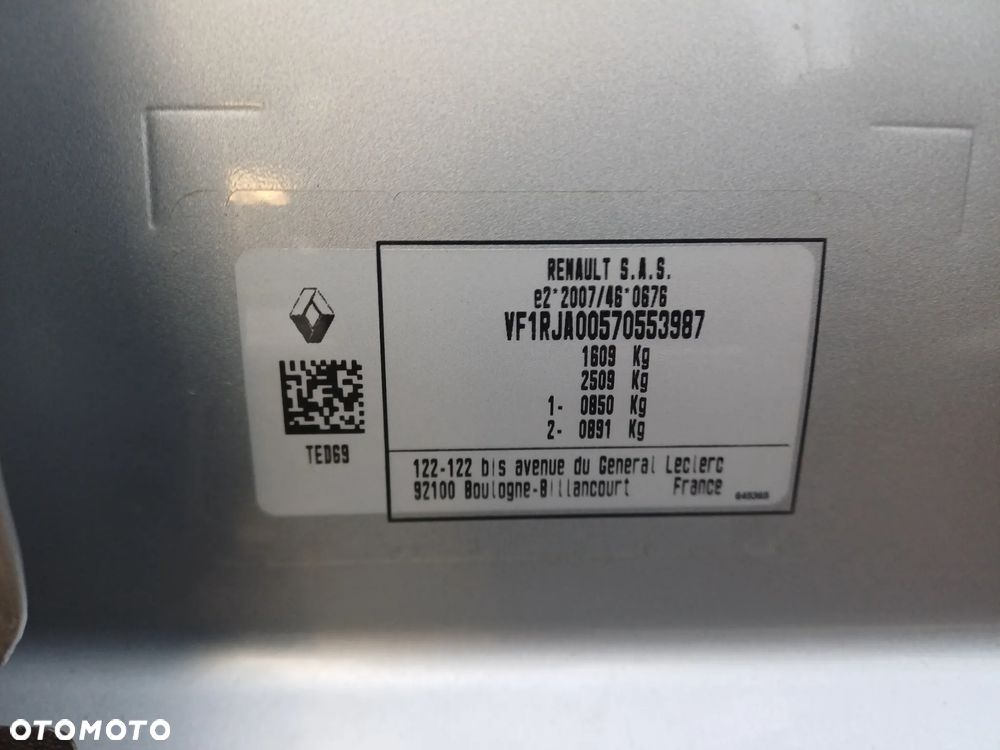 RENAULT S.A.S.
e2*2007/46*0676
VF1RJA00570553987
1609 Kg
2509 Kg
1- 0850 Kg
2- 0891 Kg
TED69
122-122 bis avenue du General Leclerc
92100 Boulogne-Billancourt France
OTOMOTO